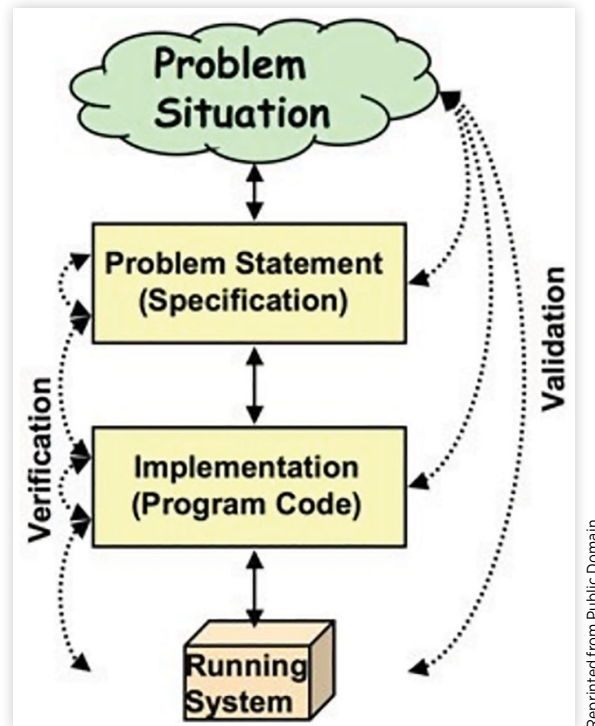 Problem
Situation
Problem Statement
(Specification)
Validation
Verification
Implementation
(Program Code)
Running
System
Reprinted from Public Domain